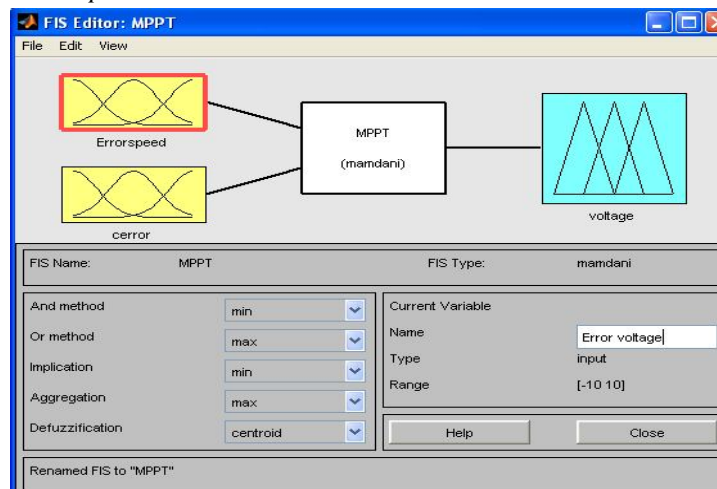 FIS Editor: MPPT
File Edit View
Errorspeed
cerror
MPPT
(mamdani)
voltage
FIS Name: MPPT FIS Type: mamdani
And method min
Or method max
Implication min
Aggregation max
Defuzzification centroid
Current Variable
Name Error voltage
Type input
Range [-10 10]
Help Close
Renamed FIS to "MPPT"